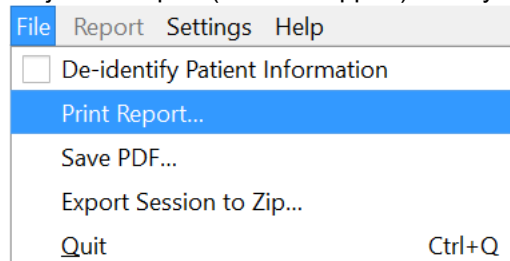 File Report Settings Help
De-identify Patient Information
Print Report...
Save PDF...
Export Session to Zip...
Quit Ctrl+Q